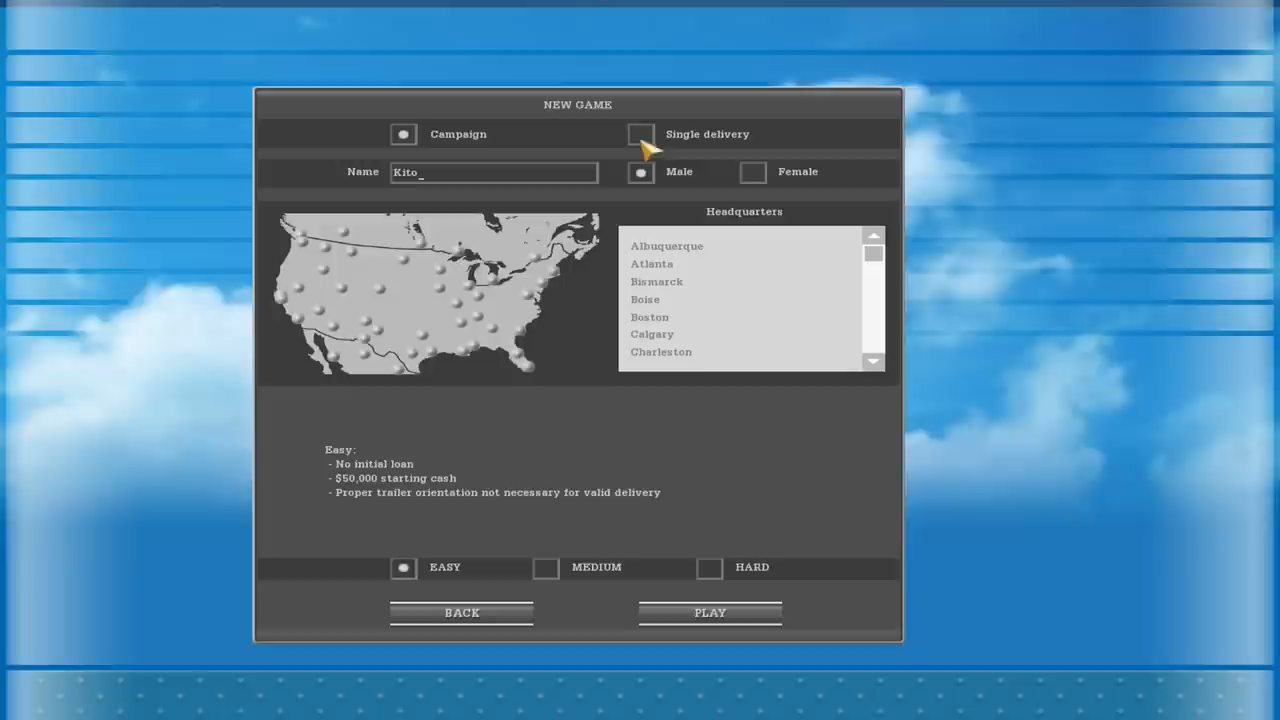 NEW GAME
Campaign
Single delivery
Name
Kito_
Male
Female
Headquarters
Albuquerque
Atlanta
Bismarck
Boise
Boston
Calgary
Charleston
Easy:
- No initial loan
- $50,000 starting cash
- Proper trailer orientation not necessary for valid delivery
EASY
MEDIUM
HARD
BACK
PLAY